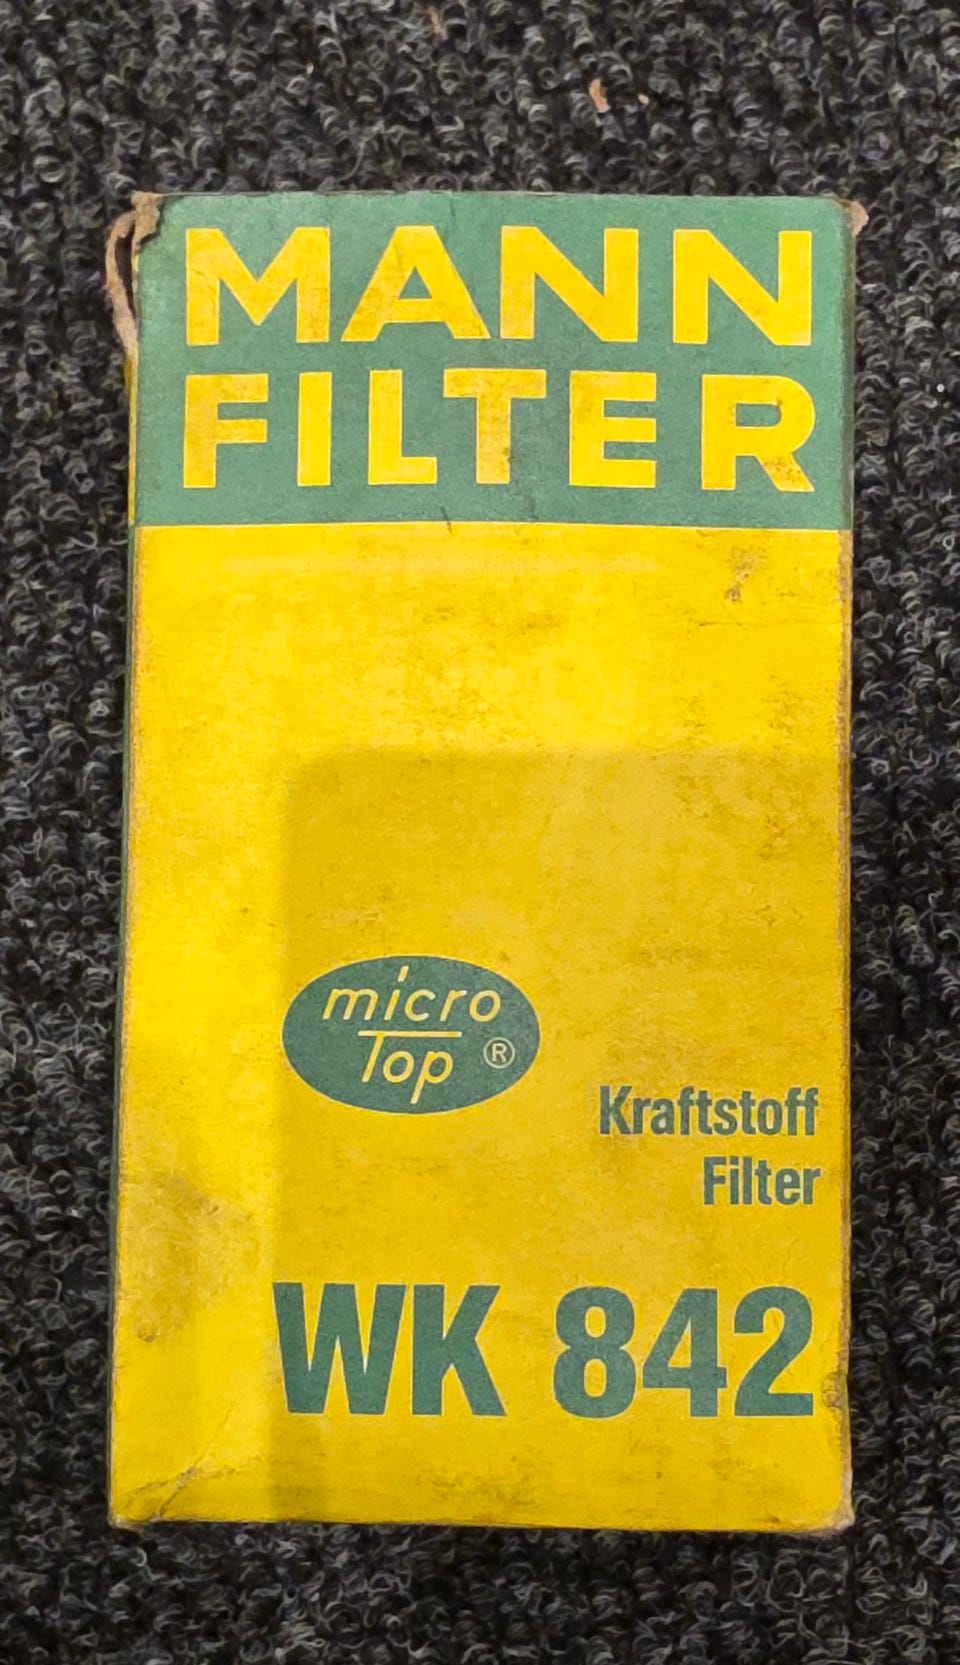 MANN
FILTER
micro
Top ®
Kraftstoff
Filter
WK 842